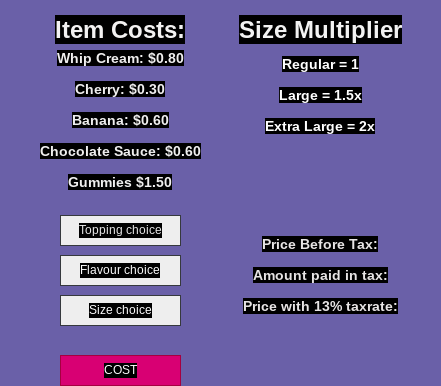 Item Costs:
Whip Cream: $0.80
Cherry: $0.30
Banana: $0.60
Chocolate Sauce: $0.60
Gummies $1.50
Size Multiplier
Regular = 1
Large = 1.5x
Extra Large = 2x
Topping choice
Flavour choice
Size choice
COST
Price Before Tax:
Amount paid in tax:
Price with 13% taxrate: